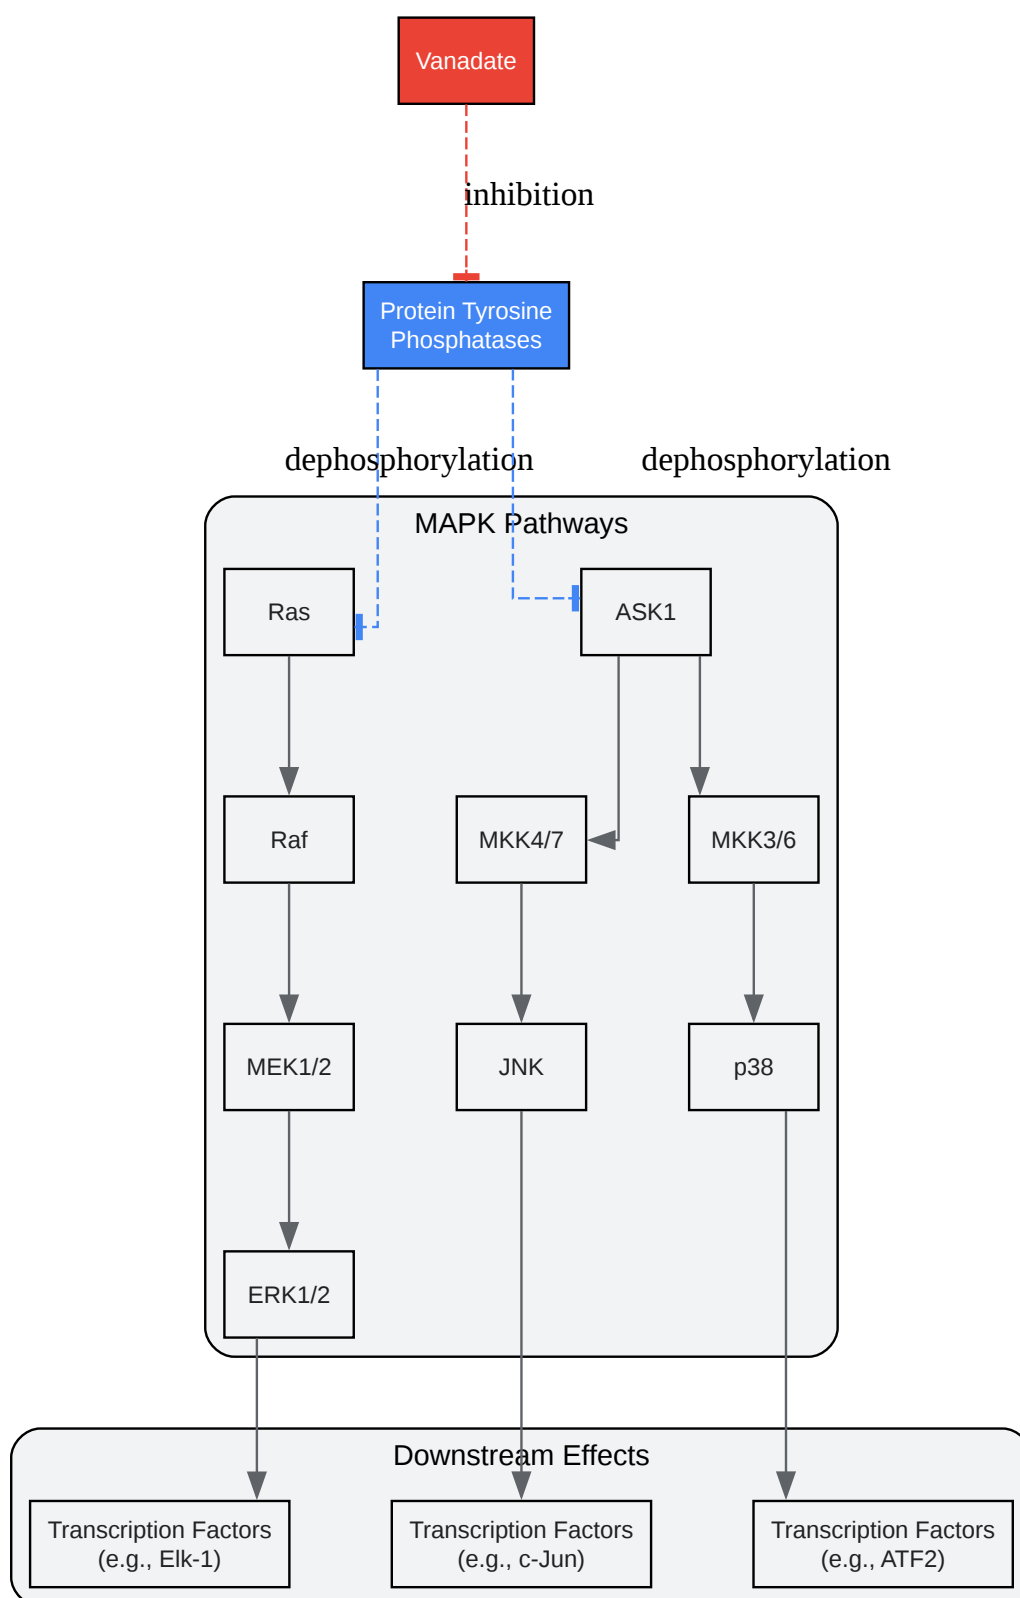 Vanadate
inhibition
Protein Tyrosine
Phosphatases
dephosphorylation
dephosphorylation
MAPK Pathways
Ras
ASK1
Raf
MKK4/7
MKK3/6
MEK1/2
JNK
p38
ERK1/2
Downstream Effects
Transcription Factors
(e.g., Elk-1)
Transcription Factors
(e.g., c-Jun)
Transcription Factors
(e.g., ATF2)